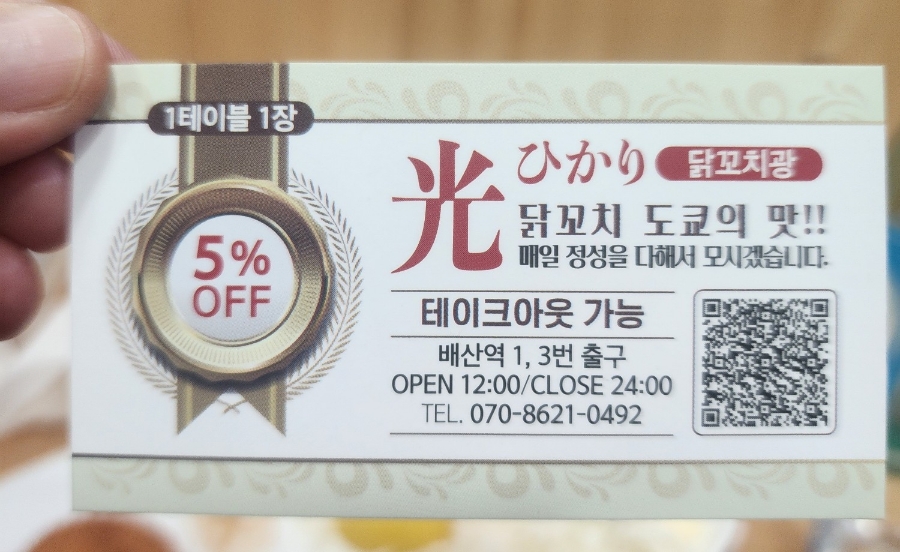 1테이블 1장
5%
OFF
光 ひかり 닭꼬치광
닭꼬치 도쿄의 맛!!
매일 정성을 다해서 모시겠습니다.
테이크아웃 가능
배산역 1, 3번 출구
OPEN 12:00/CLOSE 24:00
TEL. 070-8621-0492